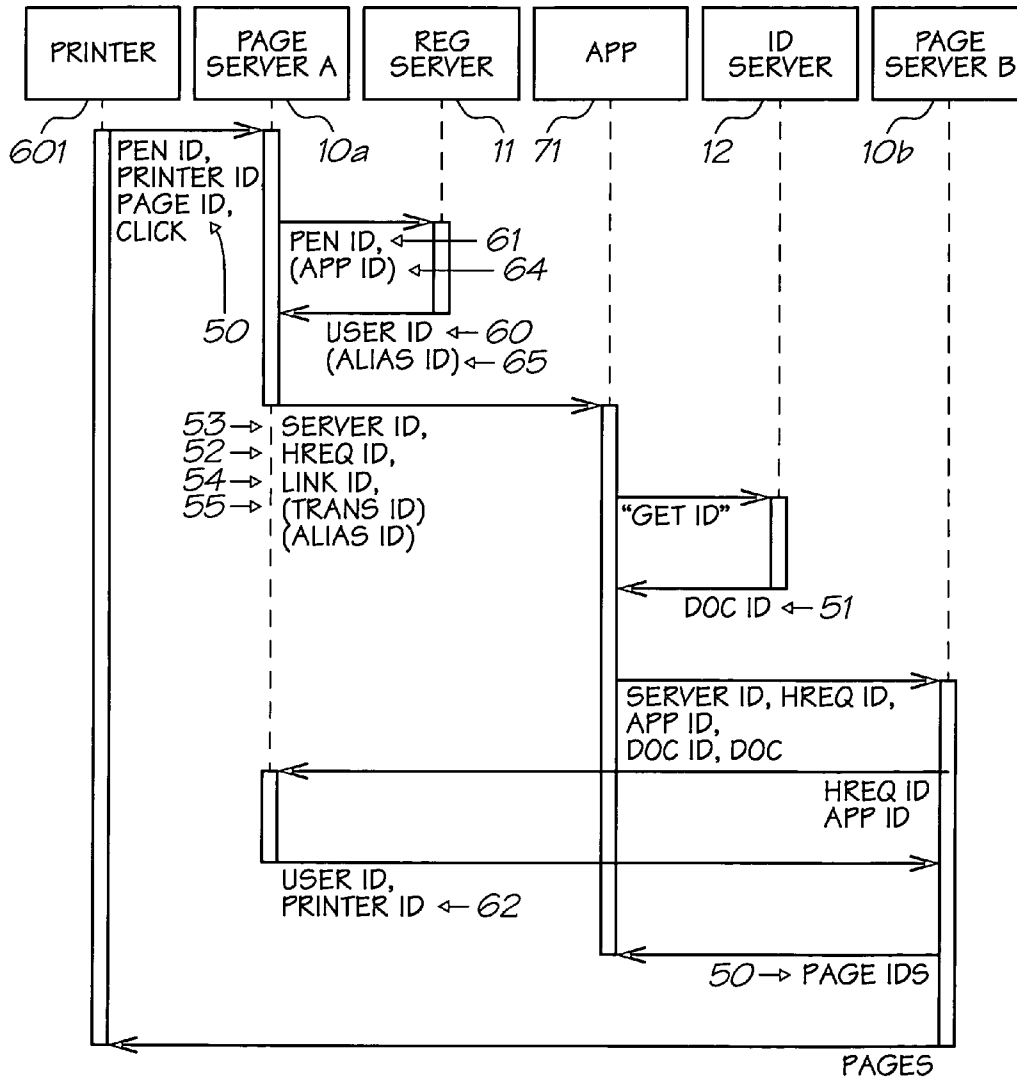 PRINTER
PAGE
SERVER A
REG
SERVER
APP
ID
SERVER
PAGE
SERVER B
601
10a
11
71
12
10b
PEN ID,
PRINTER ID
PAGE ID,
CLICK
50
PEN ID,
61
(APP ID)
64
USER ID
60
(ALIAS ID)
65
53
SERVER ID,
52
HREQ ID,
54
LINK ID,
55
(TRANS ID)
(ALIAS ID)
"GET ID"
DOC ID
51
SERVER ID, HREQ ID,
APP ID,
DOC ID, DOC
HREQ ID
APP ID
USER ID,
PRINTER ID
62
50
PAGE IDS
PAGES